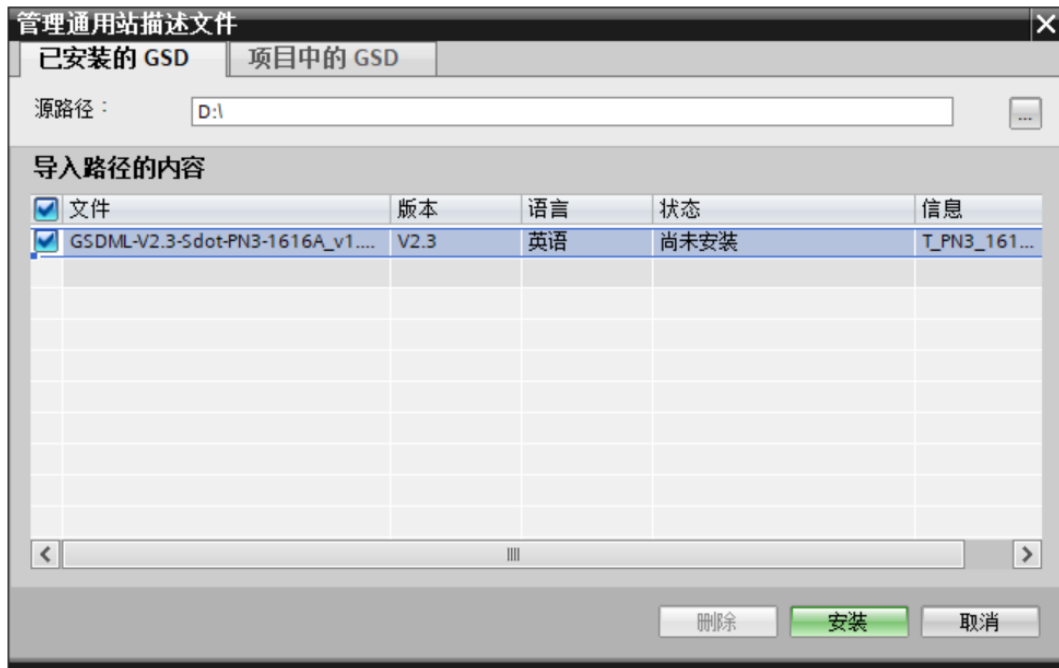 管理通用站描述文件
已安装的 GSD 项目中的 GSD
源路径： D:\ ...
导入路径的内容
文件 版本 语言 状态 信息
GSDML-V2.3-Sdot-PN3-1616A_v1.... V2.3 英语 尚未安装 T_PN3_161...
删除 安装 取消